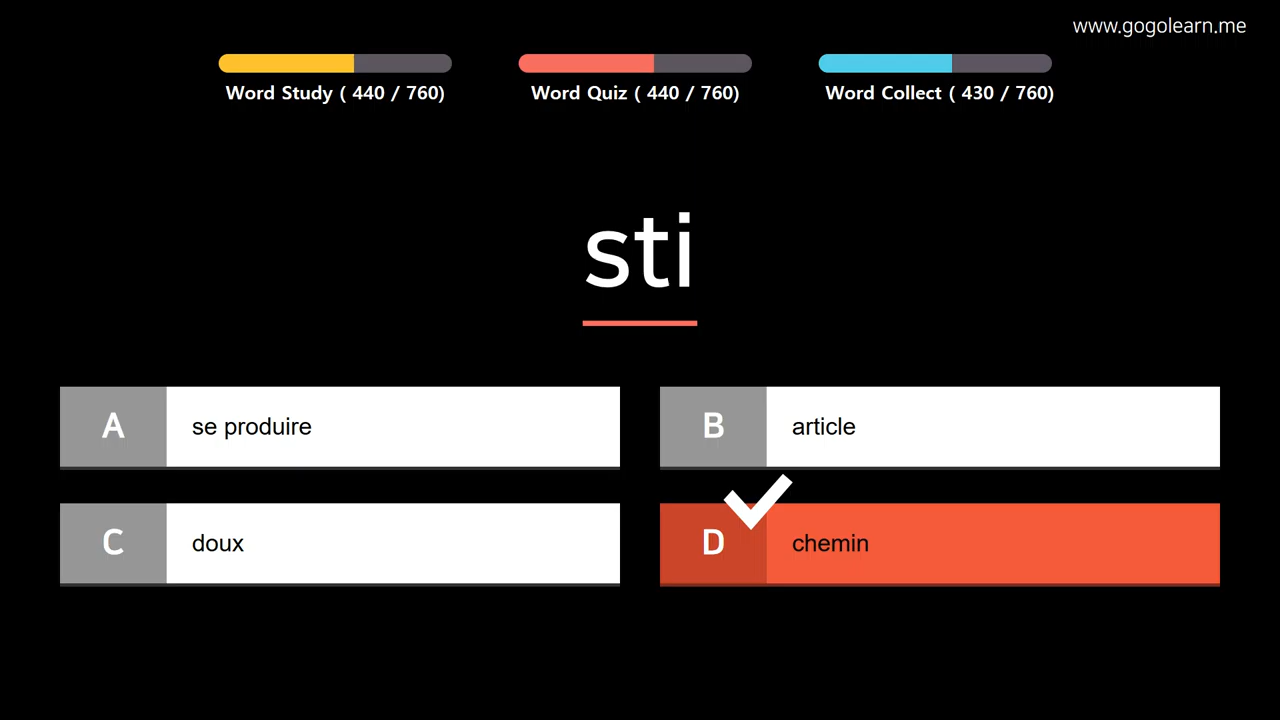 www.gogolearn.me
Word Study ( 440 / 760)
Word Quiz ( 440 / 760)
Word Collect ( 430 / 760)
sti
A se produire
B article
C doux
D chemin